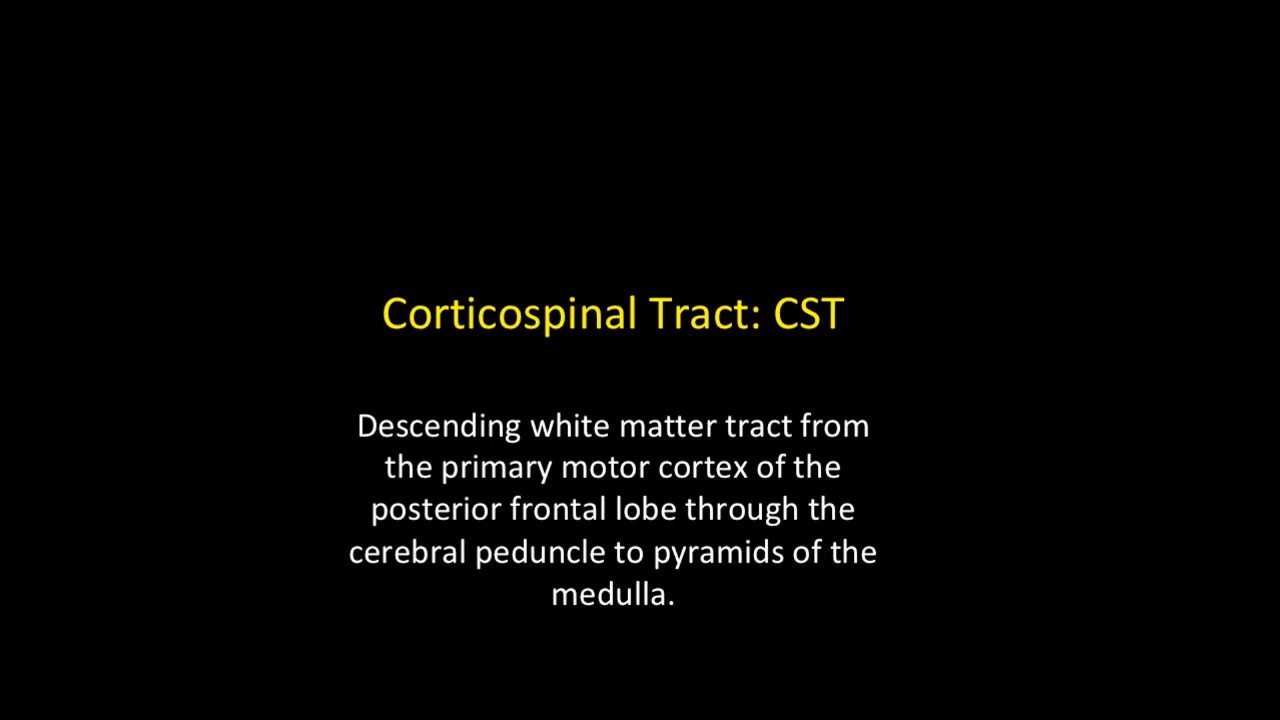 Corticospinal Tract: CST
Descending white matter tract from
the primary motor cortex of the
posterior frontal lobe through the
cerebral peduncle to pyramids of the
medulla.